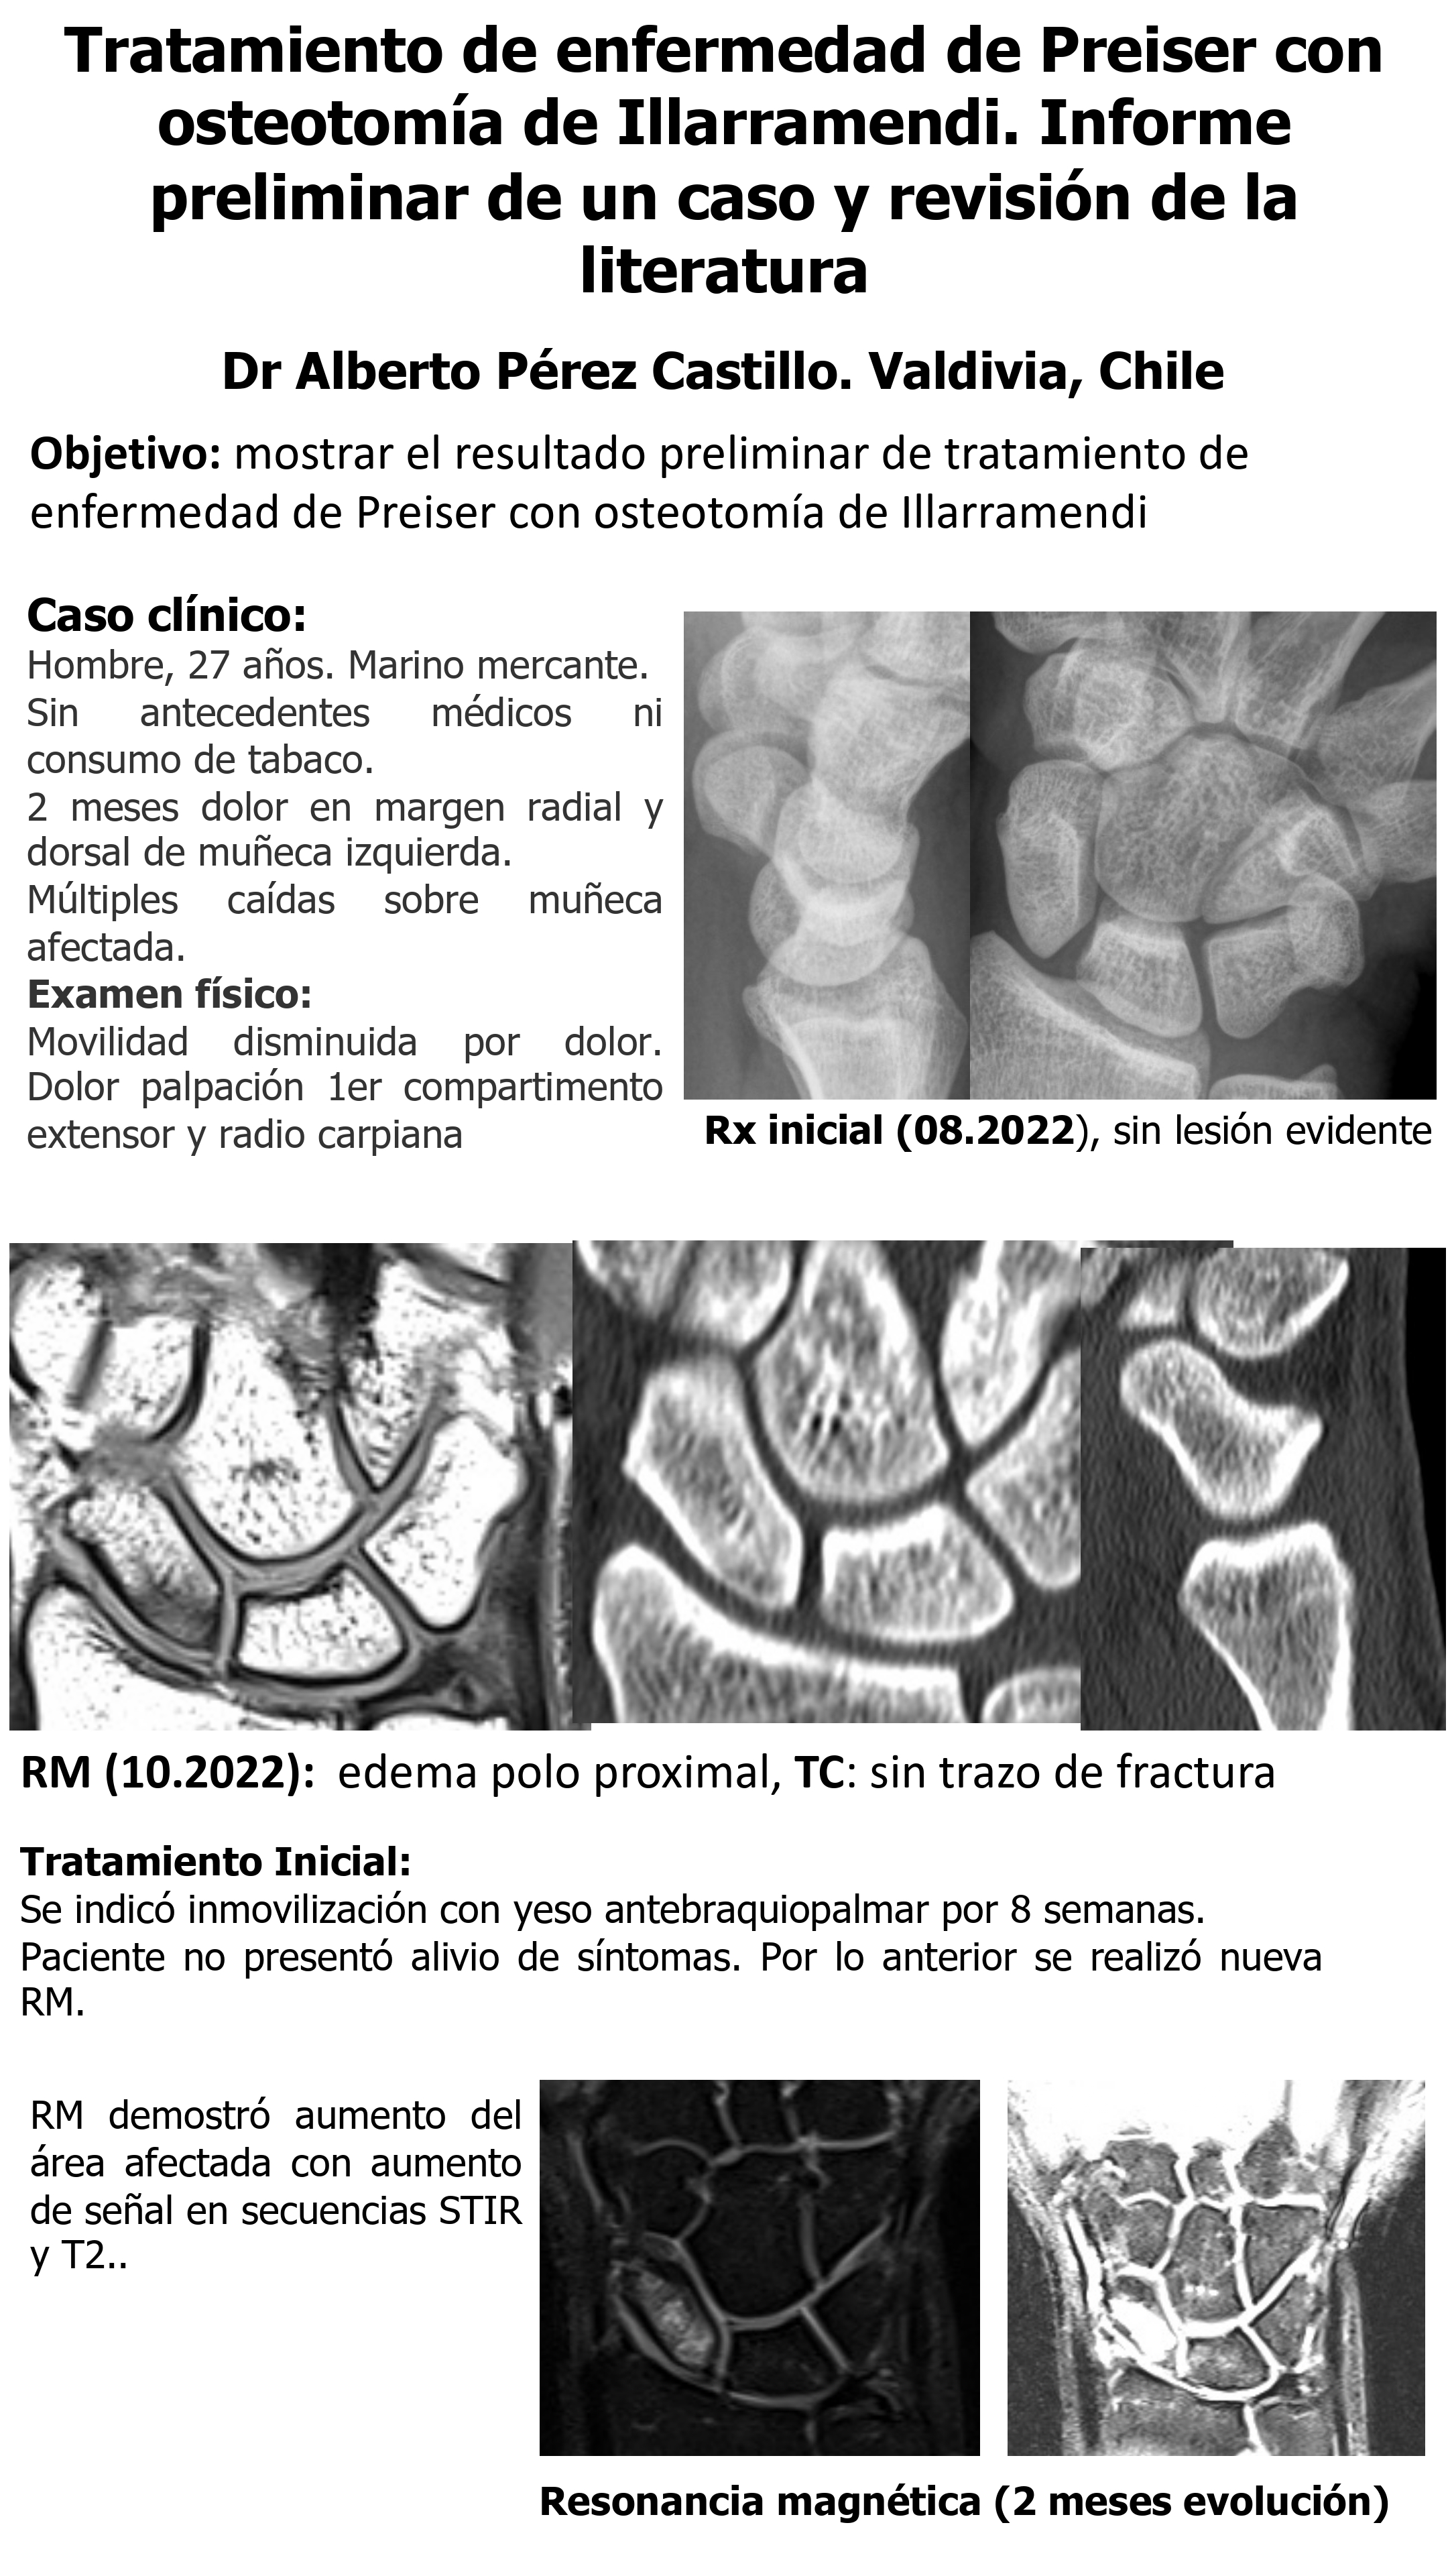 Tratamiento de enfermedad de Preiser con
osteotomía de Illarramendi. Informe
preliminar de un caso y revisión de la
literatura
Dr Alberto Pérez Castillo. Valdivia, Chile
Objetivo: mostrar el resultado preliminar de tratamiento de
enfermedad de Preiser con osteotomía de Illarramendi
Caso clínico:
Hombre, 27 años. Marino mercante.
Sin antecedentes médicos ni
consumo de tabaco.
2 meses dolor en margen radial y
dorsal de muñeca izquierda.
Múltiples caídas sobre muñeca
afectada.
Examen físico:
Movilidad disminuida por dolor.
Dolor palpación 1er compartimento
extensor y radio carpiana
Rx inicial (08.2022), sin lesión evidente
RM (10.2022): edema polo proximal, TC: sin trazo de fractura
Tratamiento Inicial:
Se indicó inmovilización con yeso antebraquiopalmar por 8 semanas.
Paciente no presentó alivio de síntomas. Por lo anterior se realizó nueva
RM.
RM demostró aumento del
área afectada con aumento
de señal en secuencias STIR
y T2..
Resonancia magnética (2 meses evolución)